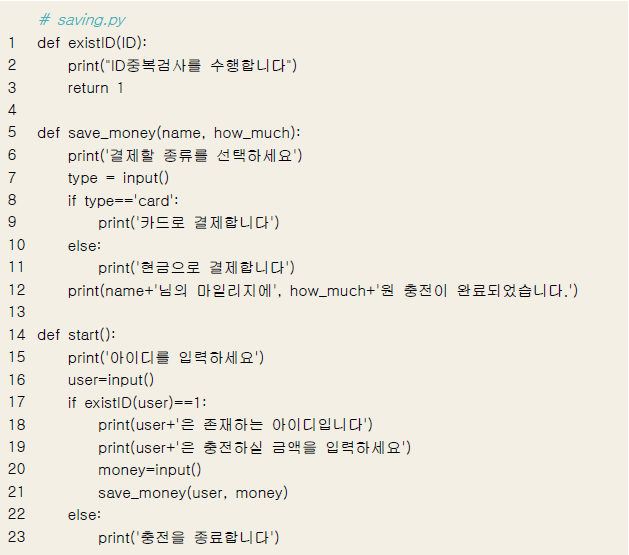 # saving.py
1 def existID(ID):
2     print("ID중복검사를 수행합니다")
3     return 1
4
5 def save_money(name, how_much):
6     print('결제할 종류를 선택하세요')
7     type = input()
8     if type=='card':
9         print('카드로 결제합니다')
10     else:
11         print('현금으로 결제합니다')
12     print(name+'님의 마일리지에', how_much+'원 충전이 완료되었습니다.')
13
14 def start():
15     print('아이디를 입력하세요')
16     user=input()
17     if existID(user)==1:
18         print(user+'은 존재하는 아이디입니다')
19         print(user+'은 충전하실 금액을 입력하세요')
20         money=input()
21         save_money(user, money)
22     else:
23         print('충전을 종료합니다')